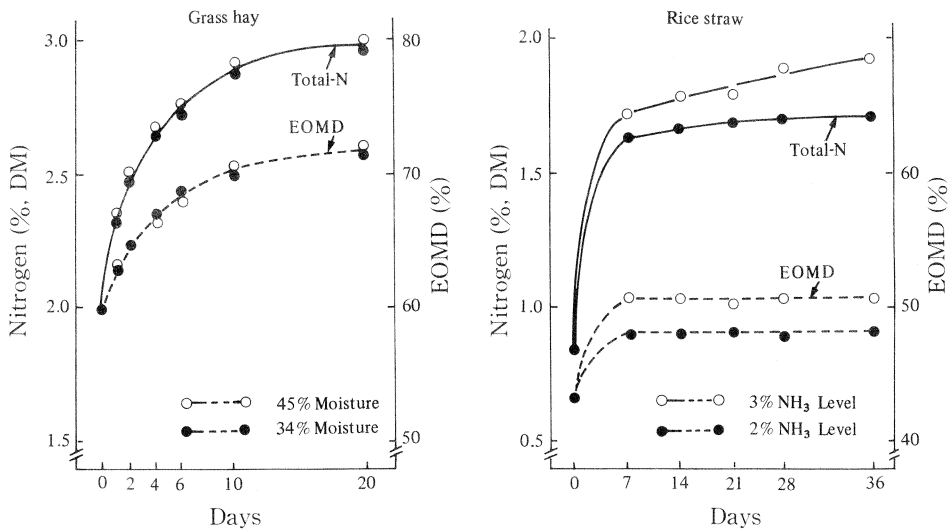 Grass hay
3.0
2.5
2.0
1.5
Nitrogen (%, DM)
80
70
60
50
EOMD (%)
Total-N
EOMD
45% Moisture
34% Moisture
0 2 4 6 10 20
Days
Rice straw
2.0
1.5
1.0
0.5
Nitrogen (%, DM)
60
50
40
EOMD (%)
Total-N
EOMD
3% NH₃ Level
2% NH₃ Level
0 7 14 21 28 36
Days